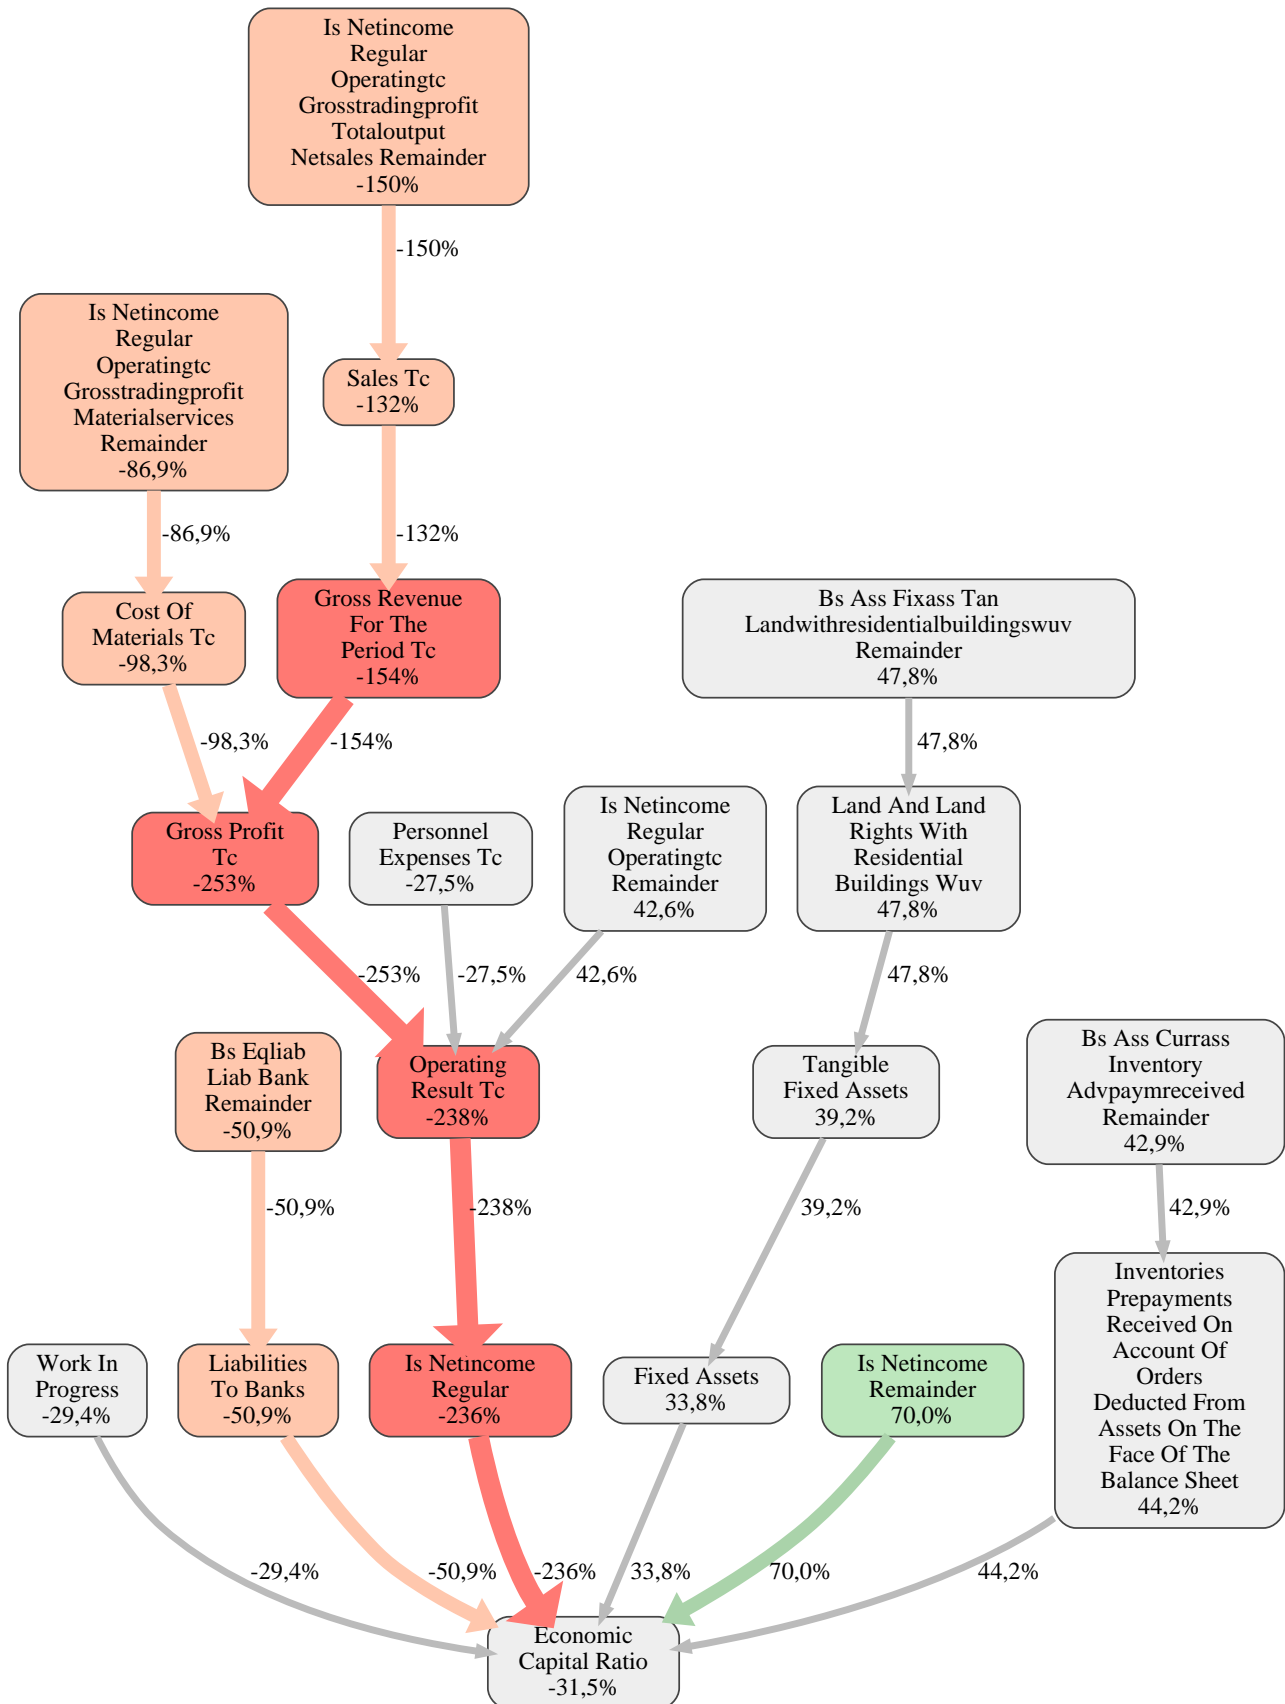 Is Netincome
Regular
Operatingtc
Grosstradingprofit
Totaloutput
Netsales Remainder
-150%
-150%
Is Netincome
Regular
Operatingtc
Grosstradingprofit
Materialservices
Remainder
-86,9%
Sales Tc
-132%
-86,9%
-132%
Cost Of
Materials Tc
-98,3%
Gross Revenue
For The
Period Tc
-154%
Bs Ass Fixass Tan
Landwithresidentialbuildingswuv
Remainder
47,8%
-98,3%
-154%
47,8%
Gross Profit
Tc
-253%
Personnel
Expenses Tc
-27,5%
Is Netincome
Regular
Operatingtc
Remainder
42,6%
Land And Land
Rights With
Residential
Buildings Wuv
47,8%
-253%
-27,5%
42,6%
47,8%
Bs Eqliab
Liab Bank
Remainder
-50,9%
Operating
Result Tc
-238%
Tangible
Fixed Assets
39,2%
Bs Ass Currass
Inventory
Advpaymreceived
Remainder
42,9%
-50,9%
-238%
39,2%
42,9%
Work In
Progress
-29,4%
Liabilities
To Banks
-50,9%
Is Netincome
Regular
-236%
Fixed Assets
33,8%
Is Netincome
Remainder
70,0%
Inventories
Prepayments
Received On
Account Of
Orders
Deducted From
Assets On The
Face Of The
Balance Sheet
44,2%
-29,4%
-50,9%
-236%
33,8%
70,0%
44,2%
Economic
Capital Ratio
-31,5%